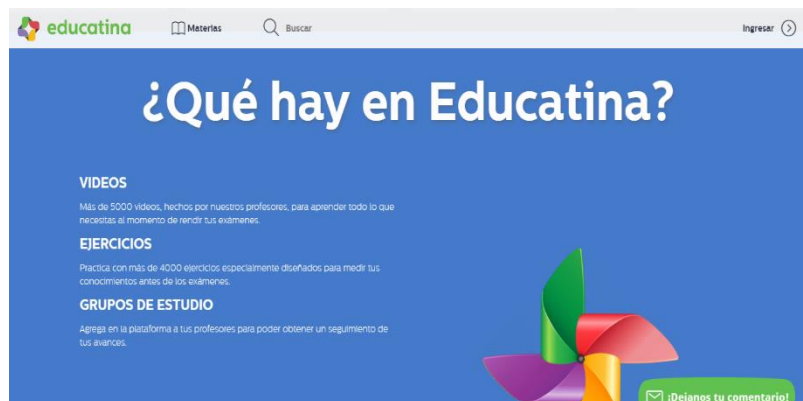 educatina
Materias
Buscar
Ingresar
¿Qué hay en Educatina?
VIDEOS
Más de 5000 videos, hechos por nuestros profesores, para aprender todo lo que
necesitas al momento de rendir tus exámenes.
EJERCICIOS
Practica con más de 4000 ejercicios especialmente diseñados para medir tus
conocimientos antes de los exámenes.
GRUPOS DE ESTUDIO
Agrega en la plataforma a tus profesores para poder obtener un seguimiento de
tus avances.
¡Dejanos tu comentario!